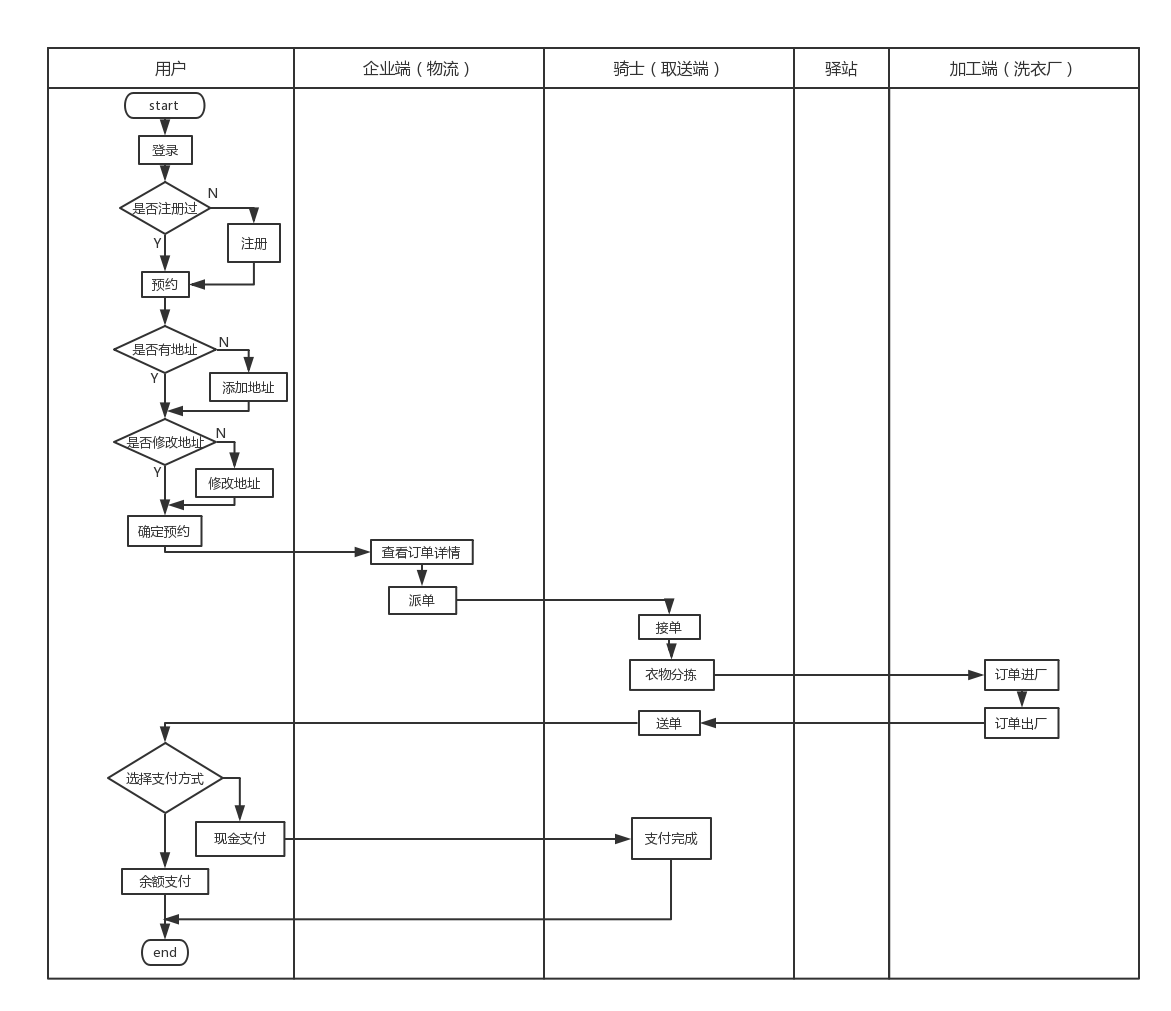 用户
企业端（物流）
骑士（取送端）
驿站
加工端（洗衣厂）
start
登录
是否注册过
N
Y
注册
预约
是否有地址
N
Y
添加地址
是否修改地址
N
Y
修改地址
确定预约
查看订单详情
派单
接单
衣物分拣
订单进厂
送单
订单出厂
选择支付方式
现金支付
支付完成
余额支付
end